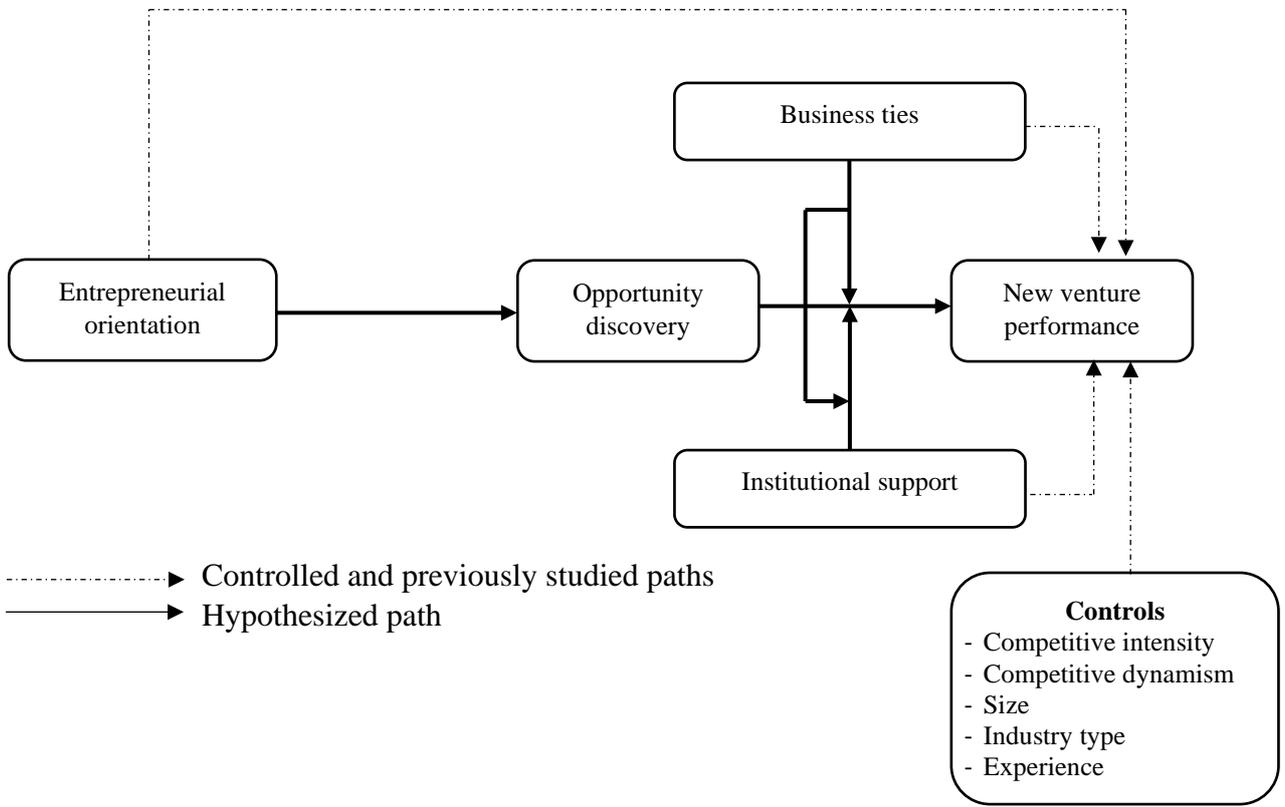 Business ties
Entrepreneurial
orientation
Opportunity
discovery
New venture
performance
Institutional support
Controlled and previously studied paths
Hypothesized path
Controls
- Competitive intensity
- Competitive dynamism
- Size
- Industry type
- Experience